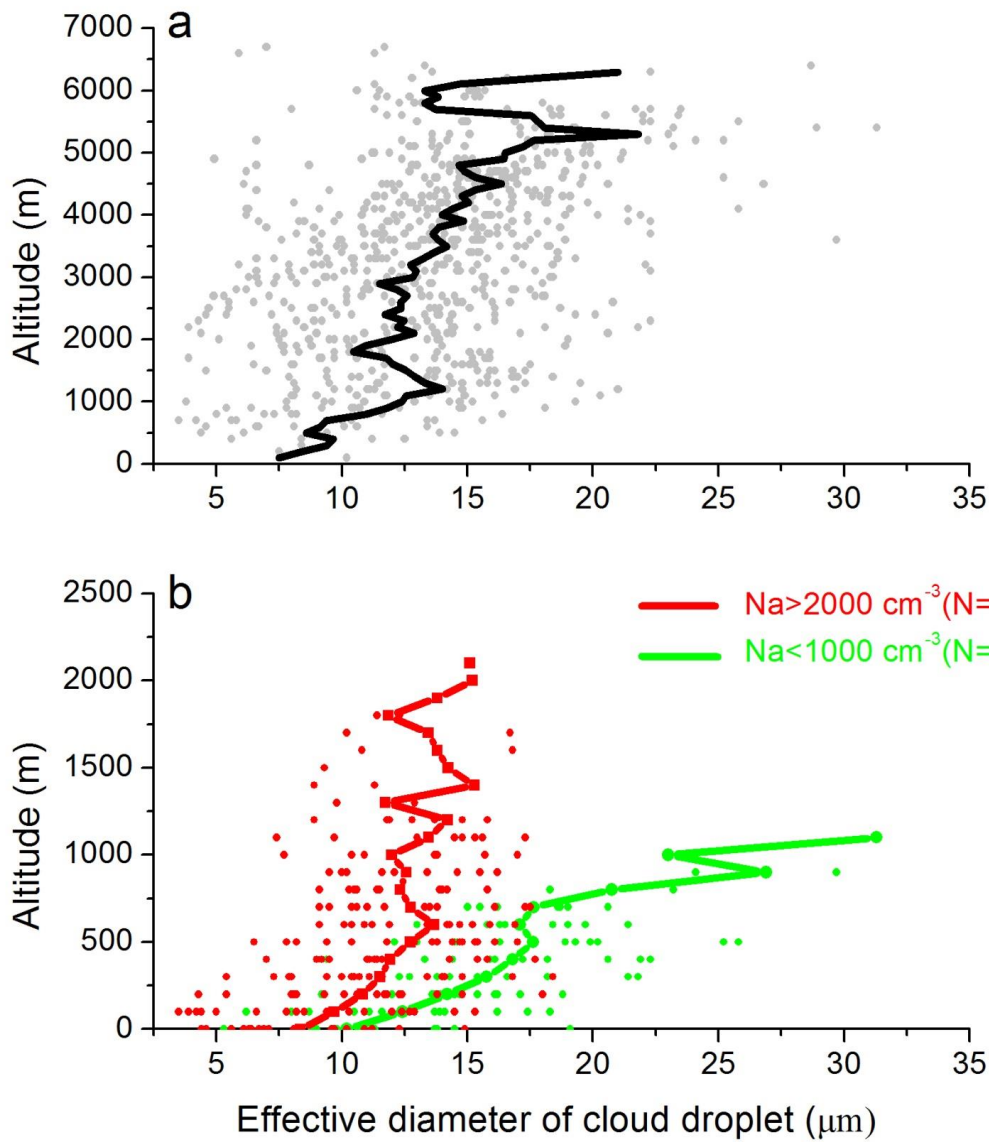 a
7000
6000
5000
4000
3000
2000
1000
0
Altitude (m)
5 10 15 20 25 30 35
b
2500
2000
1500
1000
500
0
Altitude (m)
Na>2000 cm⁻³(N=
Na<1000 cm⁻³(N=
5 10 15 20 25 30 35
Effective diameter of cloud droplet (μm)